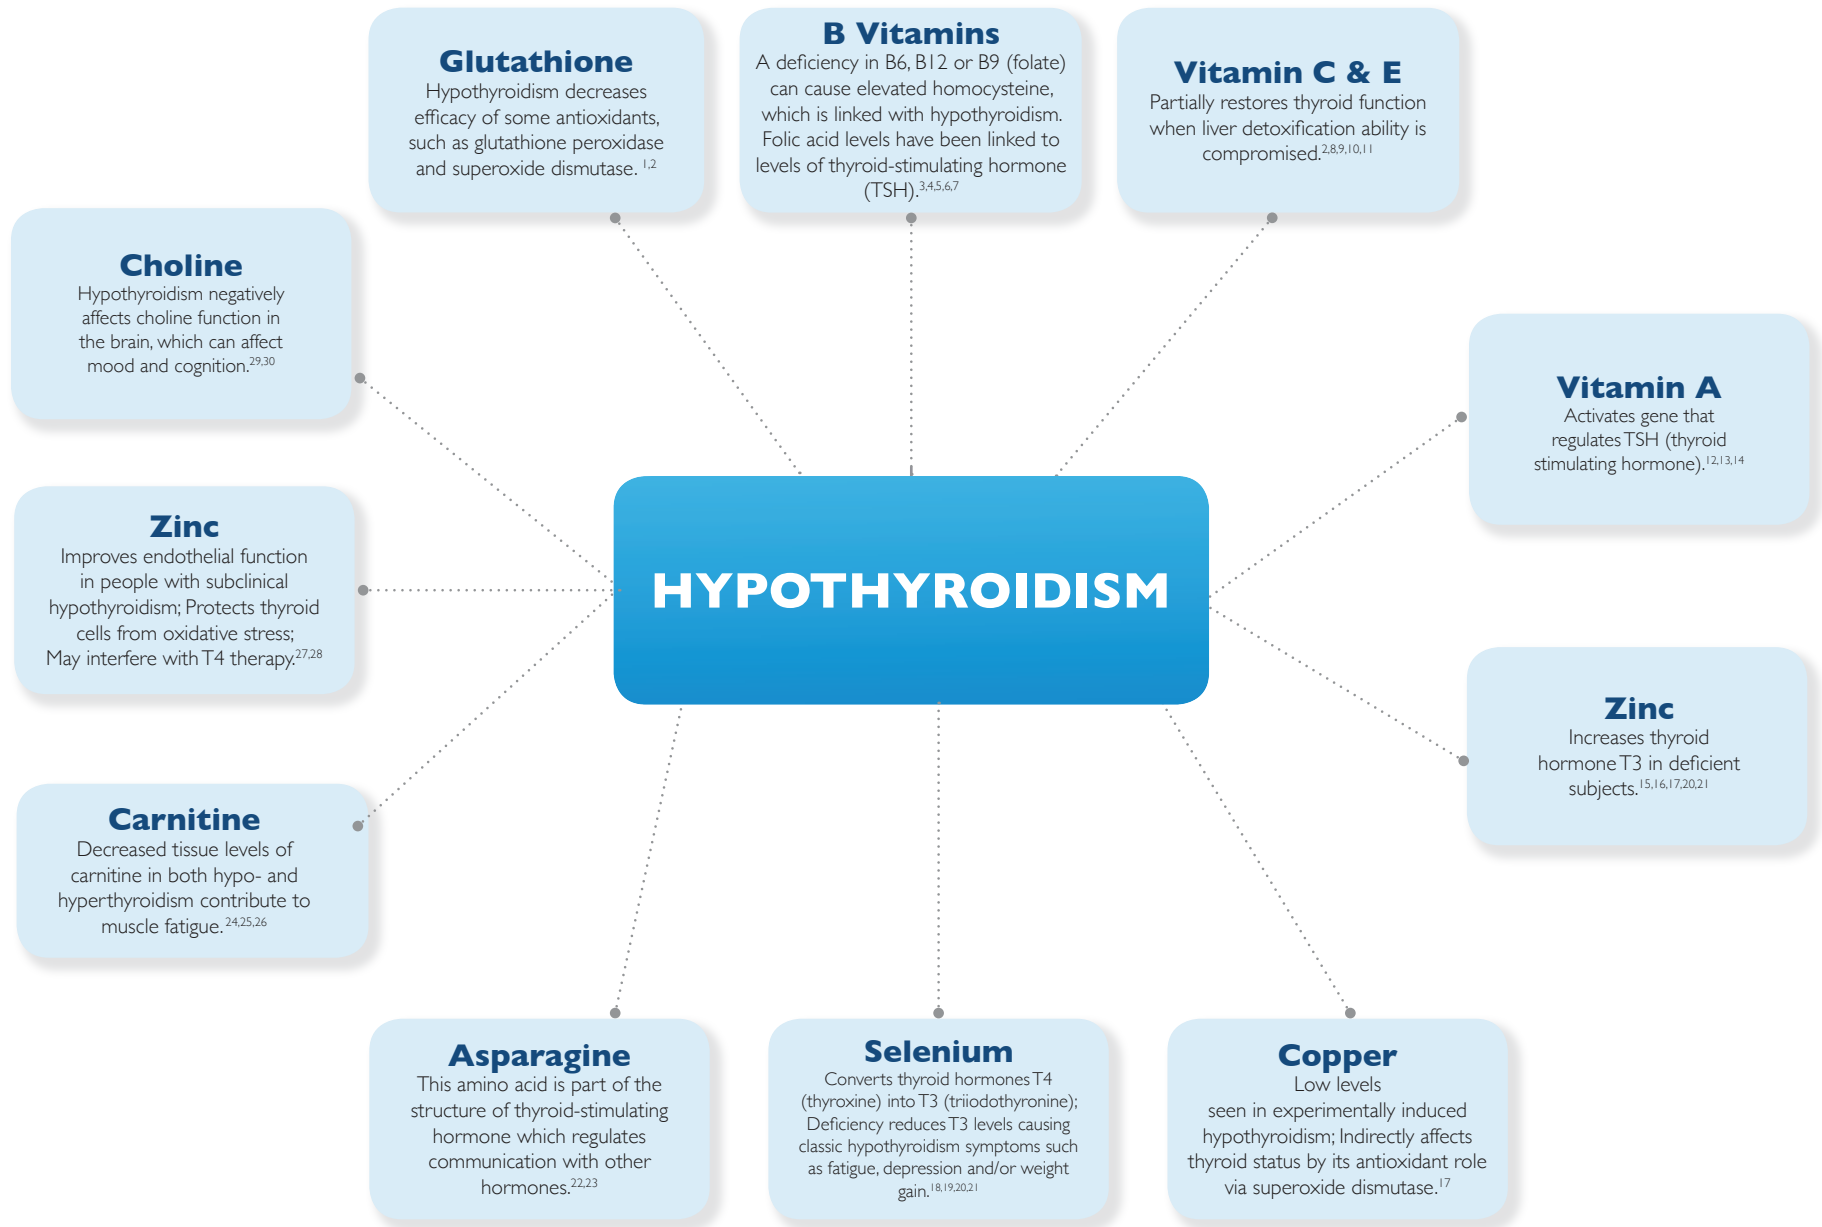 Glutathione
Hypothyroidism decreases
efficacy of some antioxidants,
such as glutathione peroxidase
and superoxide dismutase. 1,2
B Vitamins
A deficiency in B6, B12 or B9 (folate)
can cause elevated homocysteine,
which is linked with hypothyroidism.
Folic acid levels have been linked to
levels of thyroid-stimulating hormone
(TSH).3,4,5,6,7
Vitamin C & E
Partially restores thyroid function
when liver detoxification ability is
compromised.2,8,9,10,11
Choline
Hypothyroidism negatively
affects choline function in
the brain, which can affect
mood and cognition.29,30
Vitamin A
Activates gene that
regulates TSH (thyroid
stimulating hormone).12,13,14
Zinc
Improves endothelial function
in people with subclinical
hypothyroidism; Protects thyroid
cells from oxidative stress;
May interfere with T4 therapy.27,28
HYPOTHYROIDISM
Zinc
Increases thyroid
hormone T3 in deficient
subjects.15,16,17,20,21
Carnitine
Decreased tissue levels of
carnitine in both hypo- and
hyperthyroidism contribute to
muscle fatigue. 24,25,26
Asparagine
This amino acid is part of the
structure of thyroid-stimulating
hormone which regulates
communication with other
hormones.22,23
Selenium
Converts thyroid hormones T4
(thyroxine) into T3 (triiodothyronine);
Deficiency reduces T3 levels causing
classic hypothyroidism symptoms such
as fatigue, depression and/or weight
gain.18,19,20,21
Copper
Low levels
seen in experimentally induced
hypothyroidism; Indirectly affects
thyroid status by its antioxidant role
via superoxide dismutase.17